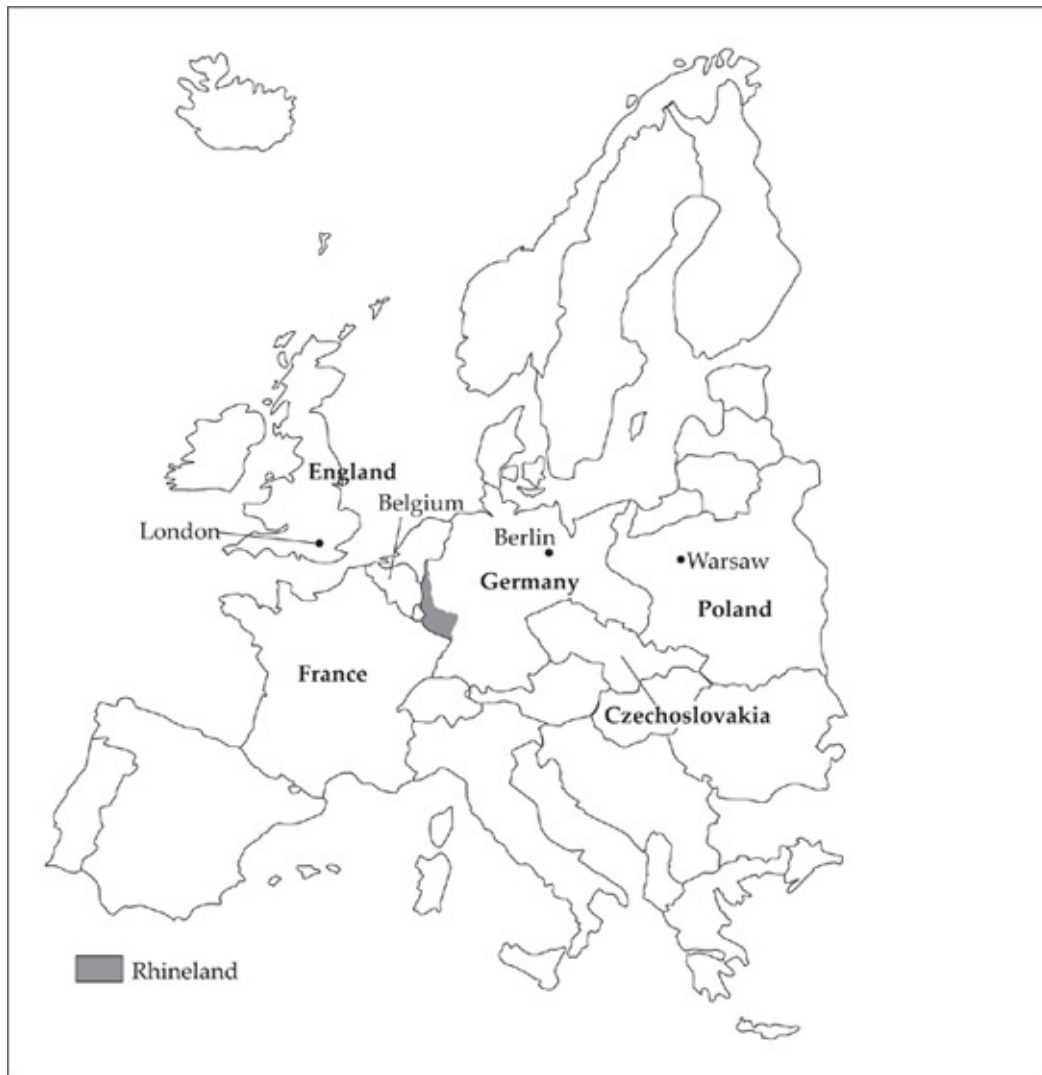 England
Belgium
London
Berlin
Germany
Warsaw
Poland
France
Czechoslovakia
Rhineland